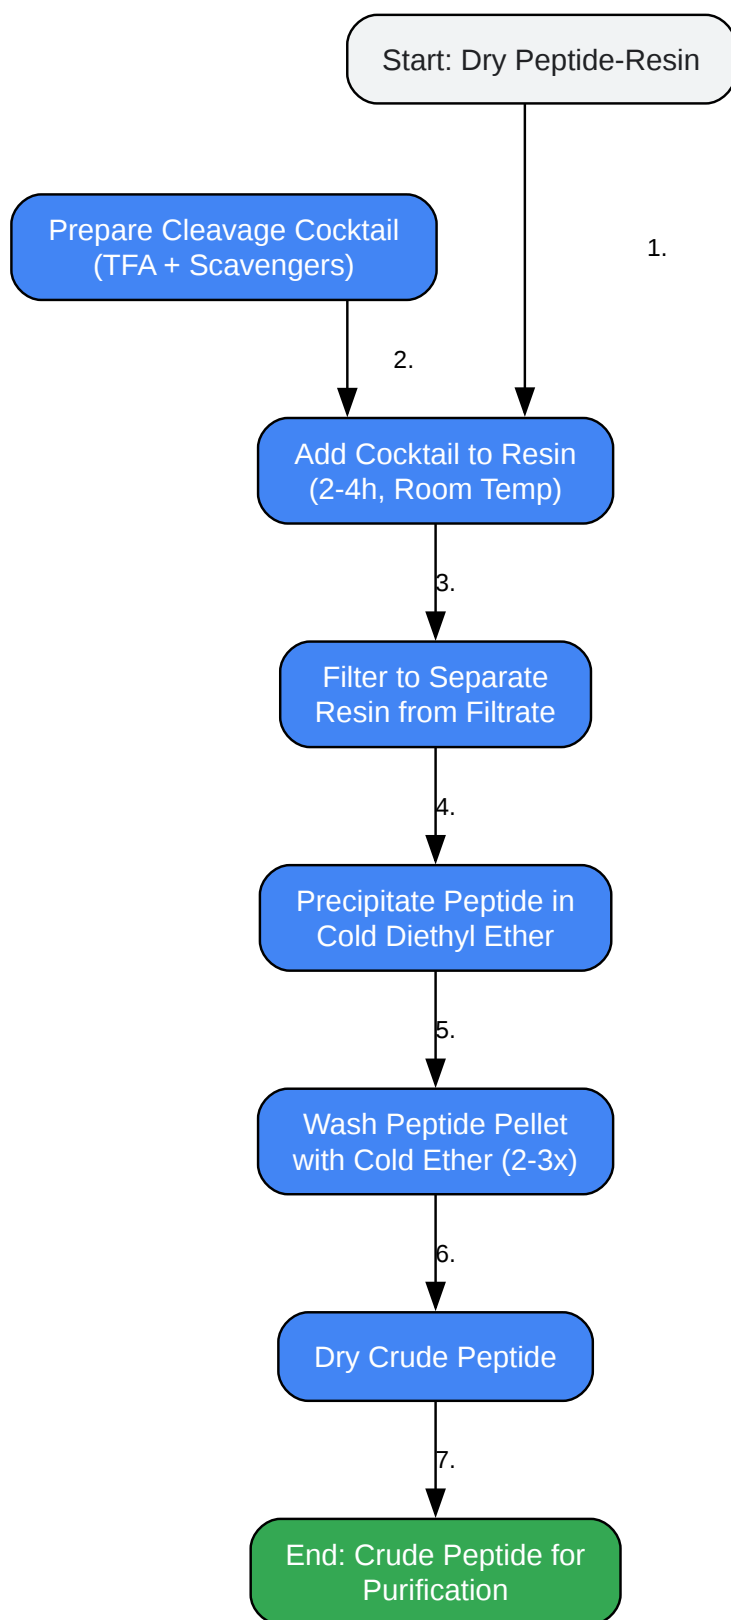 Start: Dry Peptide-Resin
Prepare Cleavage Cocktail
(TFA + Scavengers)
1.
2.
Add Cocktail to Resin
(2-4h, Room Temp)
3.
Filter to Separate
Resin from Filtrate
4.
Precipitate Peptide in
Cold Diethyl Ether
5.
Wash Peptide Pellet
with Cold Ether (2-3x)
6.
Dry Crude Peptide
7.
End: Crude Peptide for
Purification